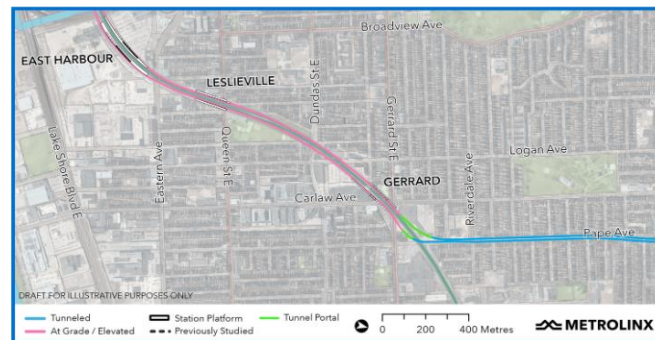 Broadview Ave
EAST HARBOUR
LESLIEVILLE
Dundas St E
Gerrard St E
Lake Shore Blvd E
Eastern Ave
Queen St E
Logan Ave
Riverdale Ave
GERRARD
Carlaw Ave
Pape Ave
DRAFT FOR ILLUSTRATIVE PURPOSES ONLY
Tunneled
Station Platform
Tunnel Portal
At Grade / Elevated
Previously Studied
0 200 400 Metres
METROLINX